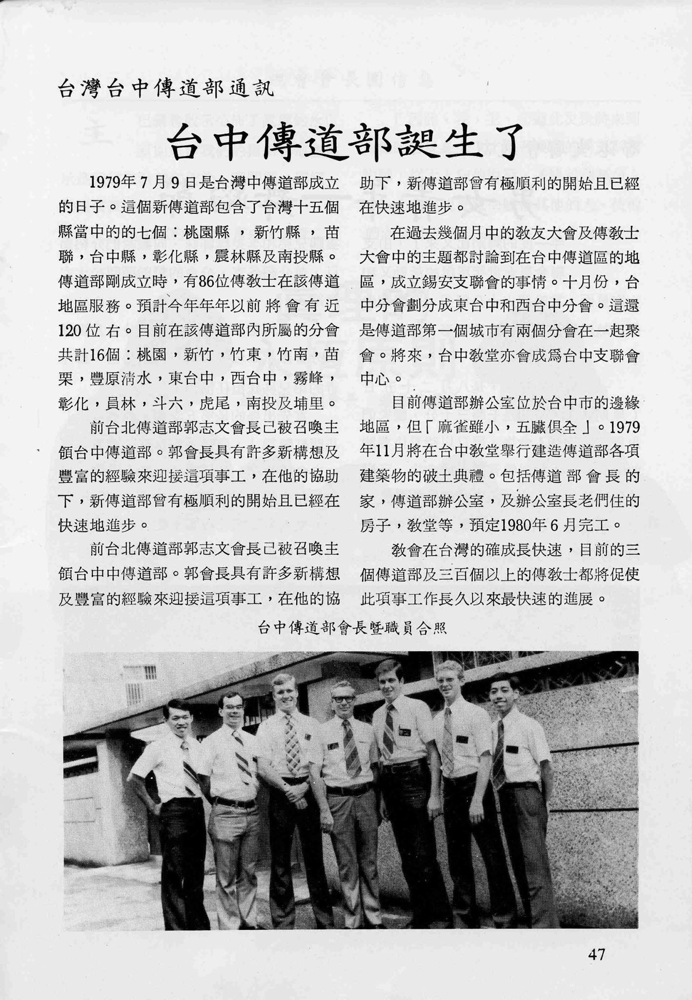 台灣台中傳道部通訊
台中傳道部誕生了
1979年7月9日是台灣中傳道部成立
的日子。這個新傳道部包含了台灣十五個
縣當中的的七個：桃園縣，新竹縣，苗
聯，台中縣，彰化縣，震林縣及南投縣。
傳道部剛成立時，有86位傳教士在該傳道
地區服務。預計今年年年以前將會有近
120位右。目前在該傳道部內所屬的分會
共計16個：桃園，新竹，竹東，竹南，苗
栗，豐原淸水，東台中，西台中，霧峰，
彰化，員林，斗六，虎尾，南投及埔里。
前台北傳道部郭志文會長己被召喚主
領台中傳道部。郭會長具有許多新構想及
豐富的經驗來迎接這項事工，在他的協助
下，新傳道部曾有極順利的開始且已經在
快速地進步。
前台北傳道部郭志文會長己被召喚主
領台中中傳道部。郭會長具有許多新構想
及豐富的經驗來迎接這項事工，在他的協
助下，新傳道部曾有極順利的開始且已經
在快速地進步。
在過去幾個月中的教友大會及傳教士
大會中的主題都討論到在台中傳道區的地
區，成立錫安支聯會的事情。十月份，台
中分會劃分成東台中和西台中分會。這還
是傳道部第一個城市有兩個分會在一起聚
會。將來，台中教堂亦會成爲台中支聯會
中心。
目前傳道部辦公室位於台中市的邊緣
地區，但「麻雀雖小，五臟俱全」。1979
年11月將在台中教堂舉行建造傳道部各項
建築物的破土典禮。包括傳道部會長的
家，傳道部辦公室，及辦公室長老們住的
房子，教堂等，預定1980年6月完工。
教會在台灣的確成長快速，目前的三
個傳道部及三百個以上的傳教士都將促使
此項事工作長久以來最快速的進展。
台中傳道部會長暨職員合照
47